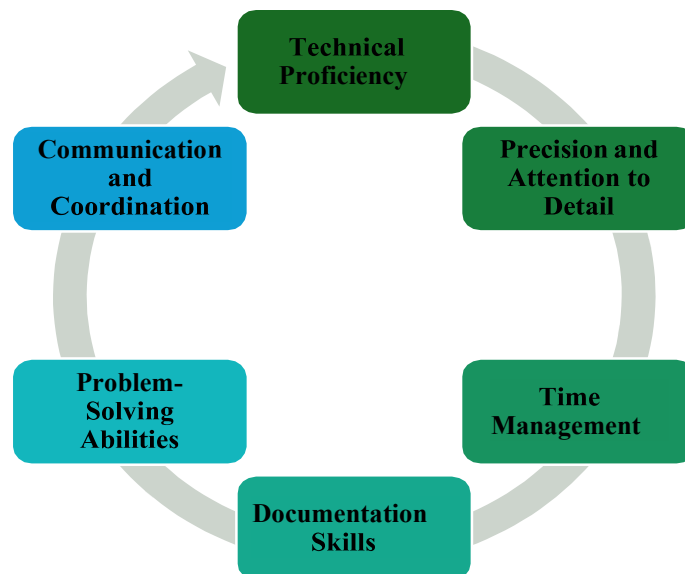 Technical
Proficiency
Precision and
Attention to
Detail
Time
Management
Documentation
Skills
Problem-
Solving
Abilities
Communication
and
Coordination